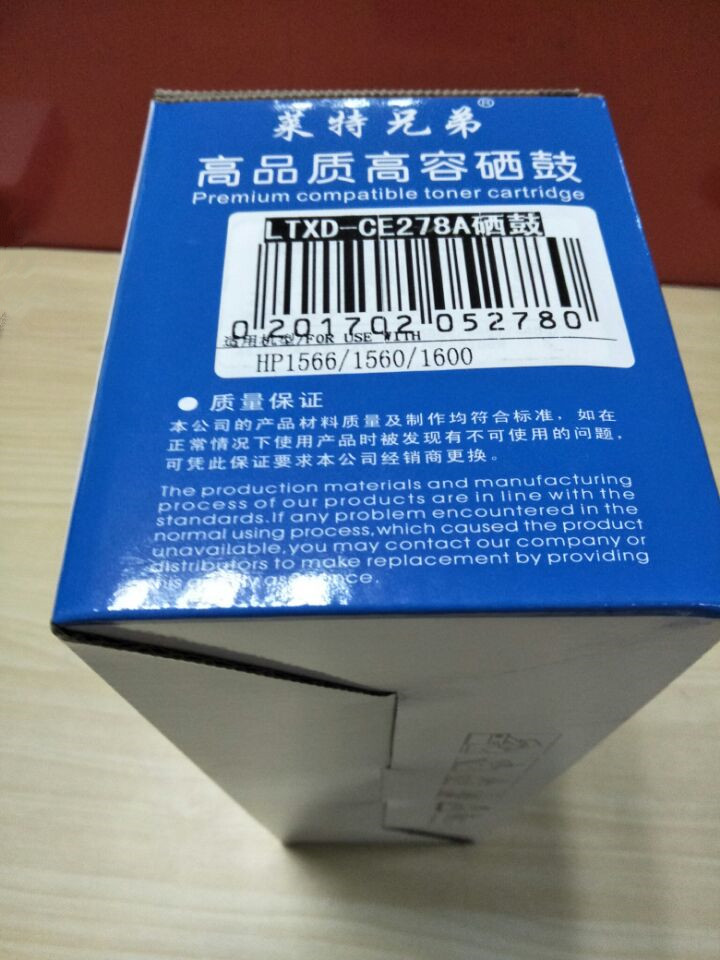 莱特兄弟®
高品质高容硒鼓
Premium compatible toner cartridge
LTXD-CE278A硒鼓
0 201702 052780
适用机型/FOR USE WITH
HP1566/1560/1600
● 质量保证
本公司的产品材料质量及制作均符合标准，如在
正常情况下使用产品时被发现有不可使用的问题，
可凭此保证要求本公司经销商更换。
The production materials and manufacturing
process of our products are in line with the
standards.If any problem encountered in the
normal using process,which caused the product
unavailable,you may contact our company or
distributors to make replacement by providing
this quality assurance.